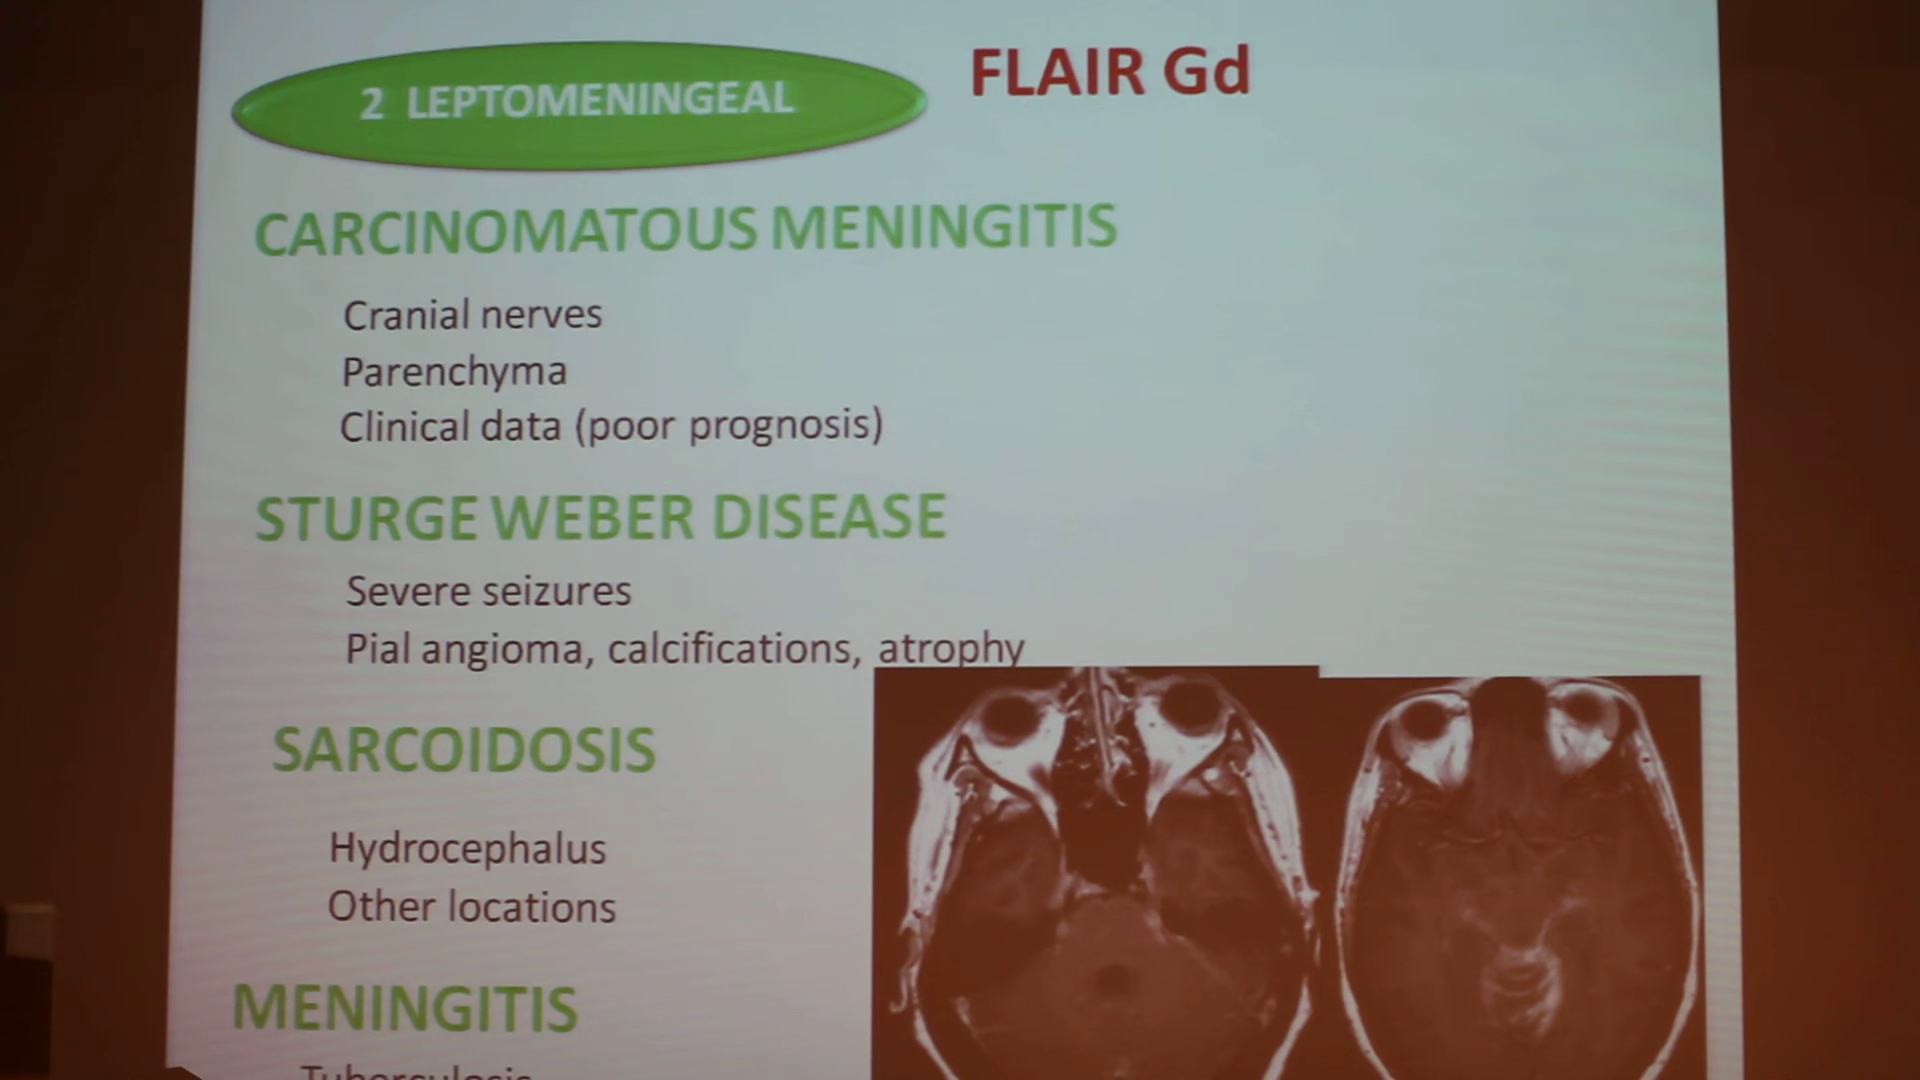 2 LEPTOMENINGEAL
FLAIR Gd
CARCINOMATOUS MENINGITIS
Cranial nerves
Parenchyma
Clinical data (poor prognosis)
STURGE WEBER DISEASE
Severe seizures
Pial angioma, calcifications, atrophy
SARCOIDOSIS
Hydrocephalus
Other locations
MENINGITIS
Tuberculosis